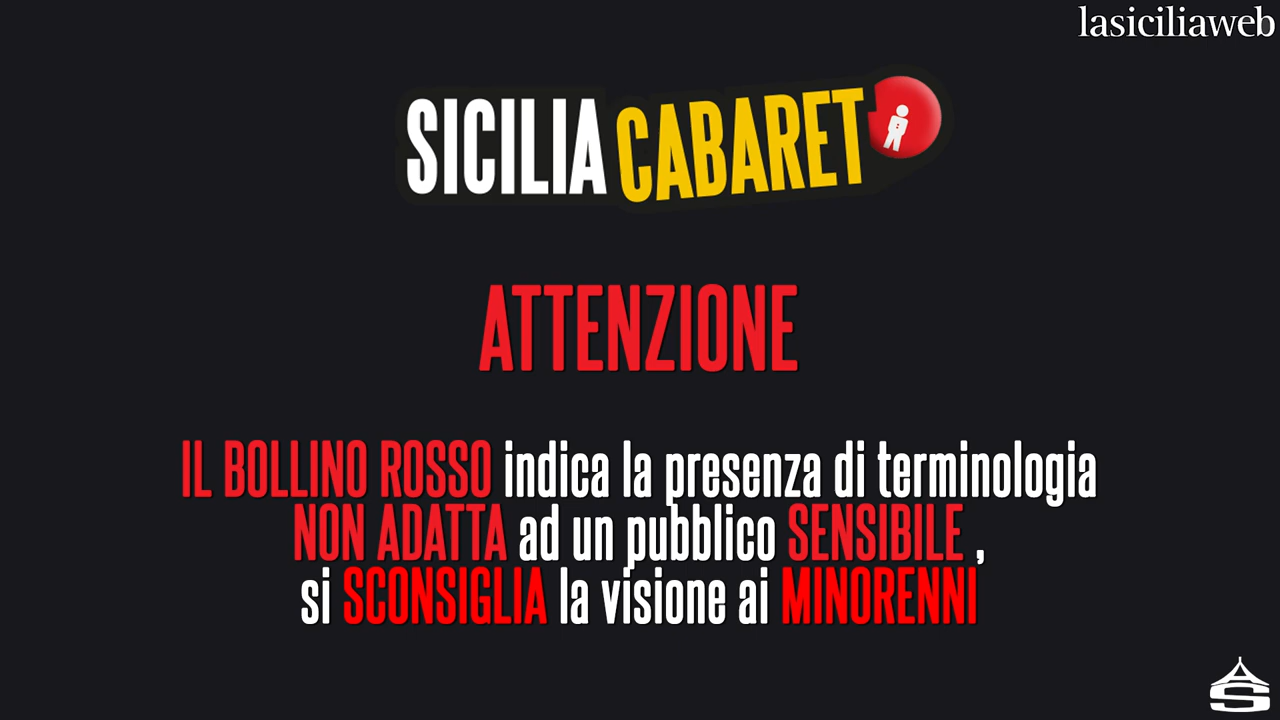 lasiciliaweb
SICILIA CABARET
ATTENZIONE
IL BOLLINO ROSSO indica la presenza di terminologia
NON ADATTA ad un pubblico SENSIBILE ,
si SCONSIGLIA la visione ai MINORENNI
AS